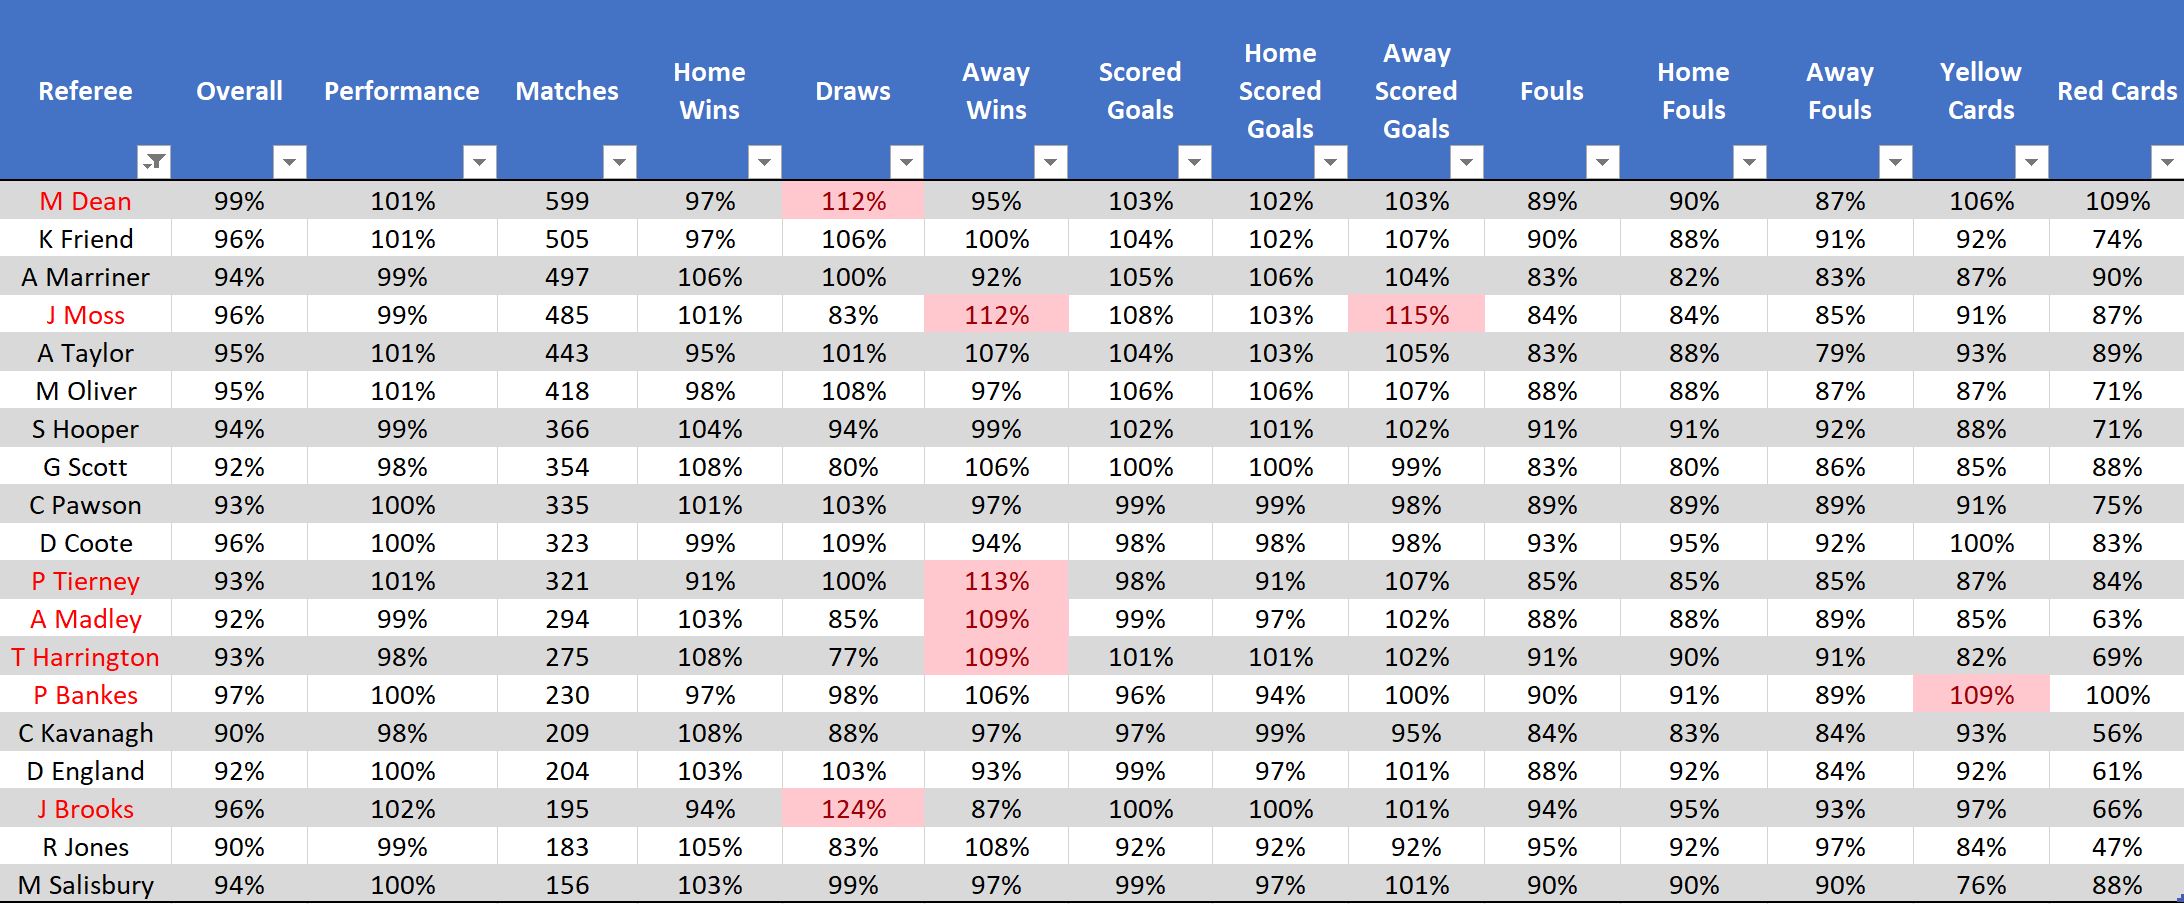 Referee Overall Performance Matches Home Wins Draws Away Wins Scored Goals Home Scored Goals Away Scored Goals Fouls Home Fouls Away Fouls Yellow Cards Red Cards
M Dean 99% 101% 599 97% 112% 95% 103% 102% 103% 89% 90% 87% 106% 109%
K Friend 96% 101% 505 97% 106% 100% 104% 102% 107% 90% 88% 91% 92% 74%
A Marriner 94% 99% 497 106% 100% 92% 105% 106% 104% 83% 82% 83% 87% 90%
J Moss 96% 99% 485 101% 83% 112% 108% 103% 115% 84% 84% 85% 91% 87%
A Taylor 95% 101% 443 95% 101% 107% 104% 103% 105% 83% 88% 79% 93% 89%
M Oliver 95% 101% 418 98% 108% 97% 106% 106% 107% 88% 88% 87% 87% 71%
S Hooper 94% 99% 366 104% 94% 99% 102% 101% 102% 91% 91% 92% 88% 71%
G Scott 92% 98% 354 108% 80% 106% 100% 100% 99% 83% 80% 86% 85% 88%
C Pawson 93% 100% 335 101% 103% 97% 99% 99% 98% 89% 89% 89% 91% 75%
D Coote 96% 100% 323 99% 109% 94% 98% 98% 98% 93% 95% 92% 100% 83%
P Tierney 93% 101% 321 91% 100% 113% 98% 91% 107% 85% 85% 85% 87% 84%
A Madley 92% 99% 294 103% 85% 109% 99% 97% 102% 88% 88% 89% 85% 63%
T Harrington 93% 98% 275 108% 77% 109% 101% 101% 102% 91% 90% 91% 82% 69%
P Bankes 97% 100% 230 97% 98% 106% 96% 94% 100% 90% 91% 89% 109% 100%
C Kavanagh 90% 98% 209 108% 88% 97% 97% 99% 95% 84% 83% 84% 93% 56%
D England 92% 100% 204 103% 103% 93% 99% 97% 101% 88% 92% 84% 92% 61%
J Brooks 96% 102% 195 94% 124% 87% 100% 100% 101% 94% 95% 93% 97% 66%
R Jones 90% 99% 183 105% 83% 108% 92% 92% 92% 95% 92% 97% 84% 47%
M Salisbury 94% 100% 156 103% 99% 97% 99% 97% 101% 90% 90% 90% 76% 88%